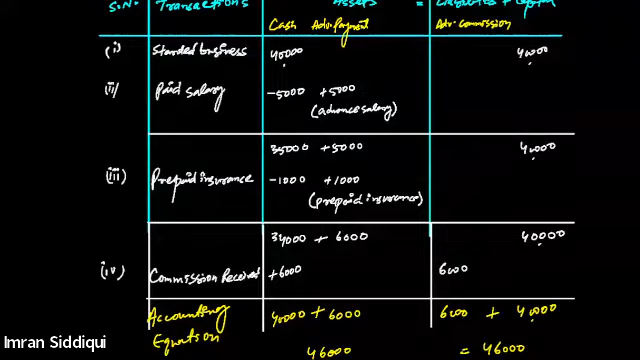 S.N. Transactions Assets = Liabilities + Capital
Cash Adv. Payment Adv. commission
(i) Started business 40000 40000
(ii) Paid salary -5000 +5000
(advance salary)
35000 +5000 40000
(iii) Prepaid insurance -1000 +1000
(prepaid insurance)
34000 + 6000 40000
(iv) Commission Received +6000 6000
Accounting 40000 + 6000 6000 + 40000
Equation 46000 = 46000
Imran Siddiqui